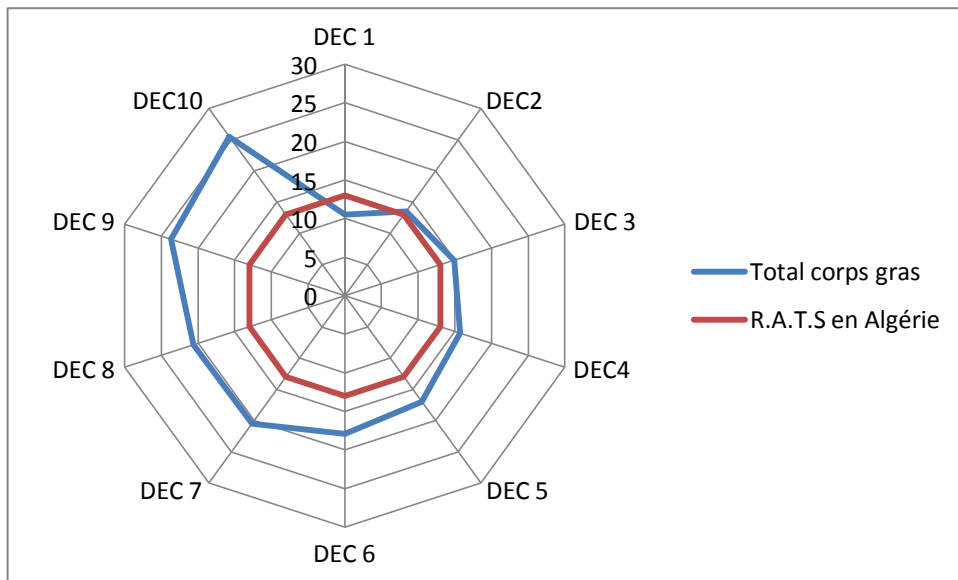 DEC 1
DEC2
DEC 3
DEC4
DEC 5
DEC 6
DEC 7
DEC 8
DEC 9
DEC10
30
25
20
15
10
5
0
Total corps gras
R.A.T.S en Algérie